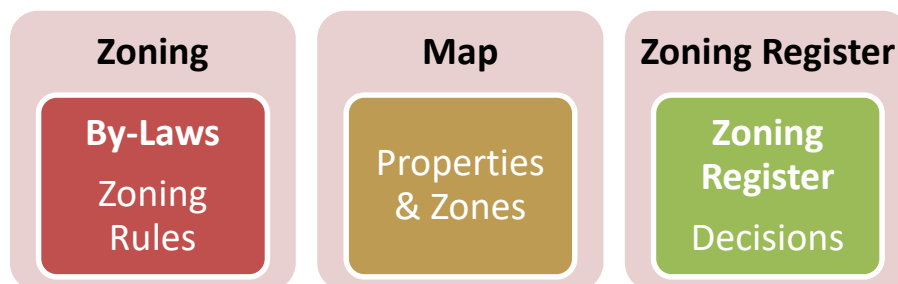 Zoning
By-Laws
Zoning
Rules
Map
Properties
& Zones
Zoning Register
Zoning
Register
Decisions